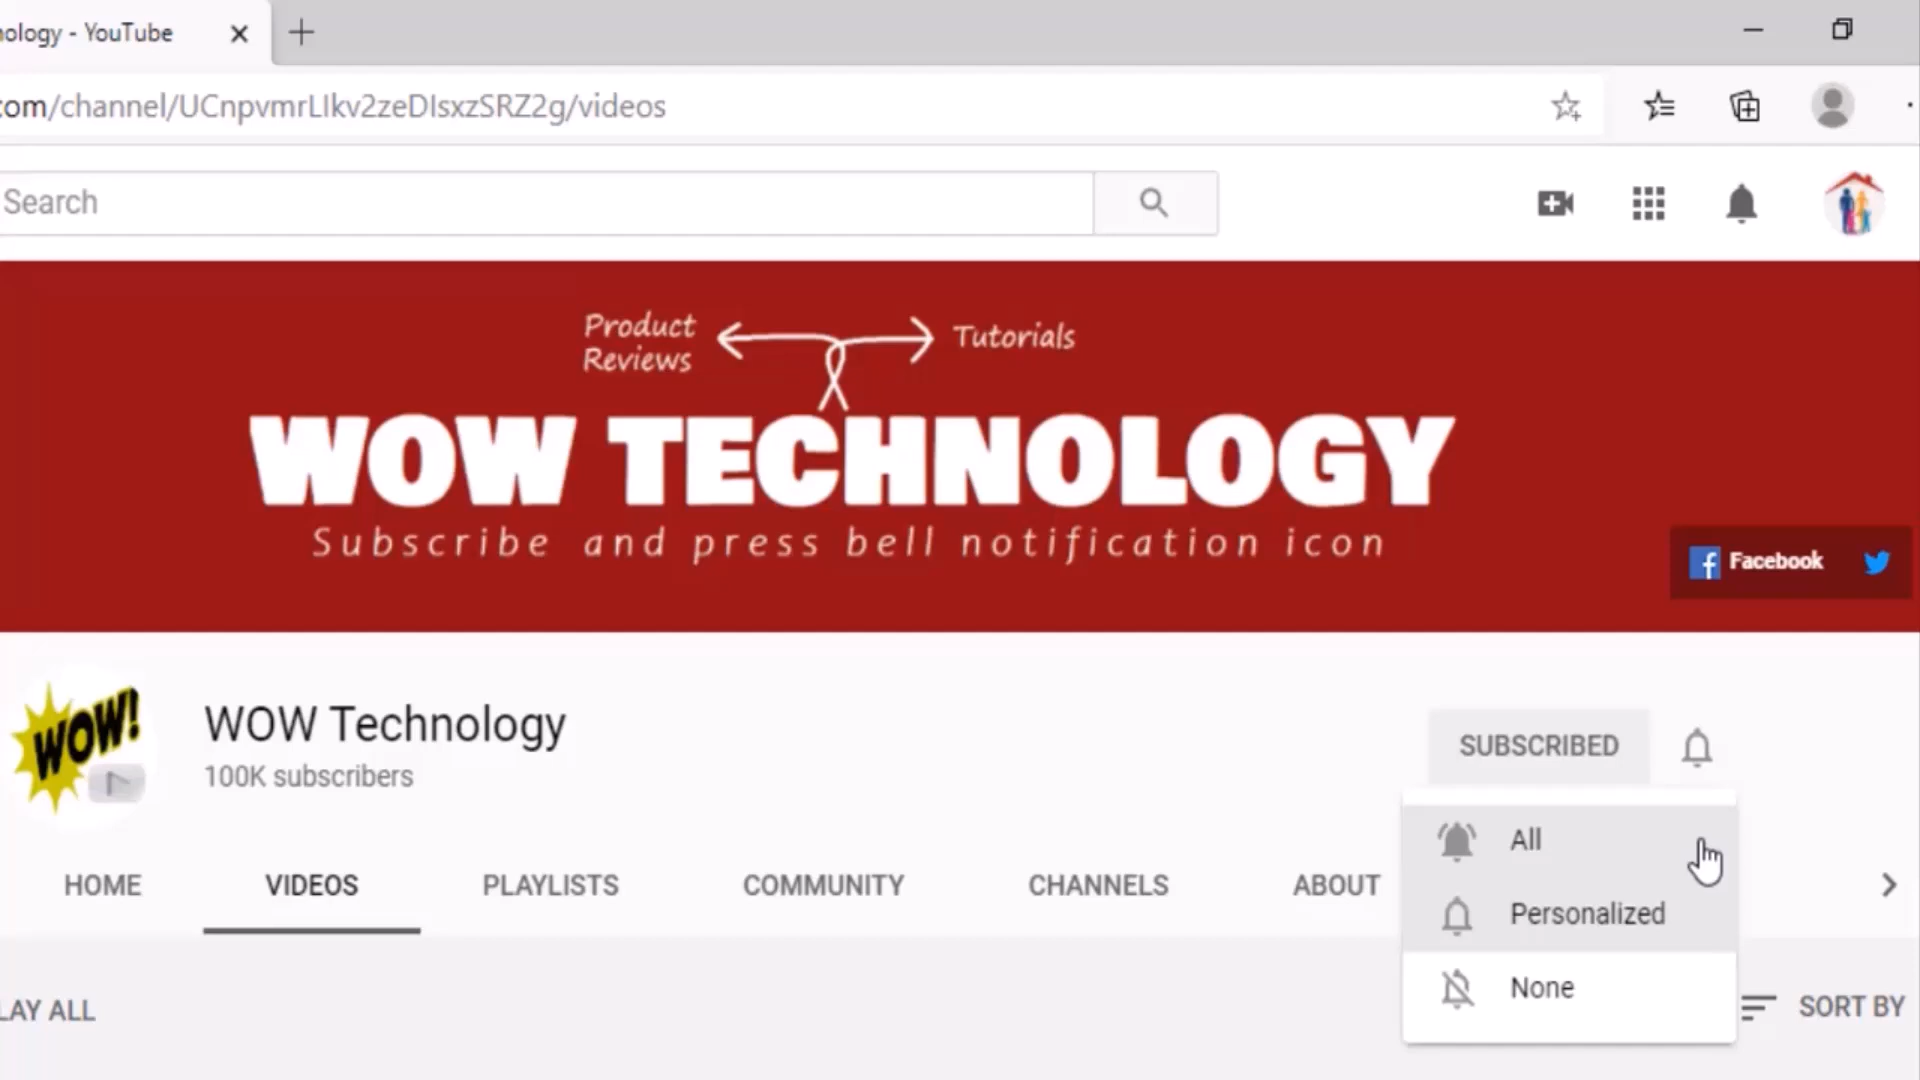 nology - YouTube
com/channel/UCnpvmrLIkv2zeDIsxzSRZ2g/videos
Search
Product
Reviews
Tutorials
WOW TECHNOLOGY
Subscribe and press bell notification icon
Facebook
WOW!
WOW Technology
100K subscribers
SUBSCRIBED
HOME
VIDEOS
PLAYLISTS
COMMUNITY
CHANNELS
ABOUT
All
Personalized
None
LAY ALL
SORT BY